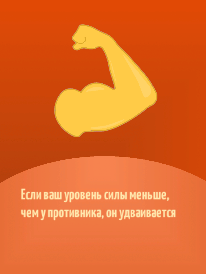 Если ваш уровень силы меньше,
чем у противника, он удваивается